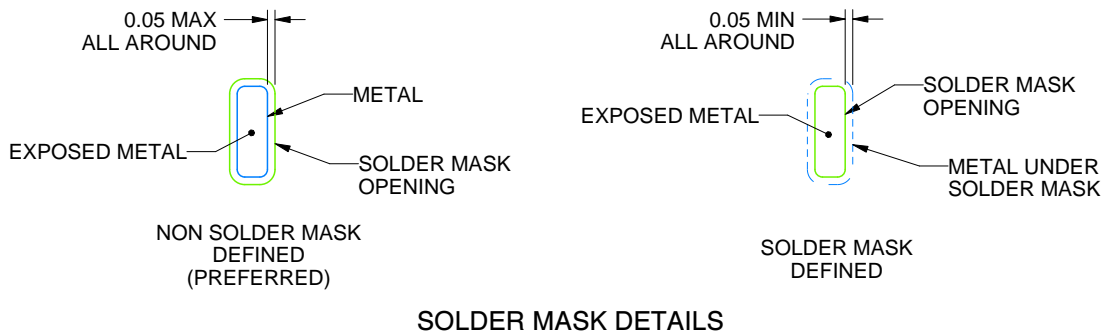 0.05 MAX
ALL AROUND
METAL
EXPOSED METAL
SOLDER MASK
OPENING
NON SOLDER MASK
DEFINED
(PREFERRED)
0.05 MIN
ALL AROUND
SOLDER MASK
OPENING
EXPOSED METAL
METAL UNDER
SOLDER MASK
SOLDER MASK
DEFINED
SOLDER MASK DETAILS